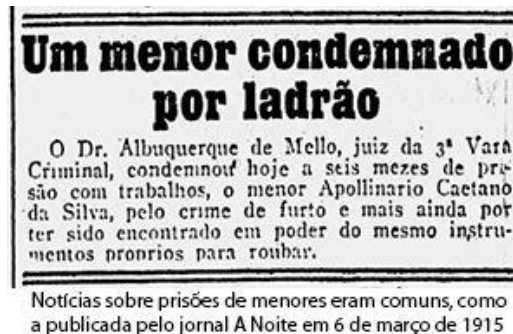 Um menor condemnado
por ladrão
O Dr. Albuquerque de Mello, juiz da 3ª Vara
Criminal, condemnou hoje a seis mezes de pri-
são com trabalhos, o menor Apollinario Caetano
da Silva, pelo crime de furto e mais ainda por
ter sido encontrado em poder do mesmo instru-
mentos proprios para roubar.
Notícias sobre prisões de menores eram comuns, como
a publicada pelo jornal A Noite em 6 de março de 1915